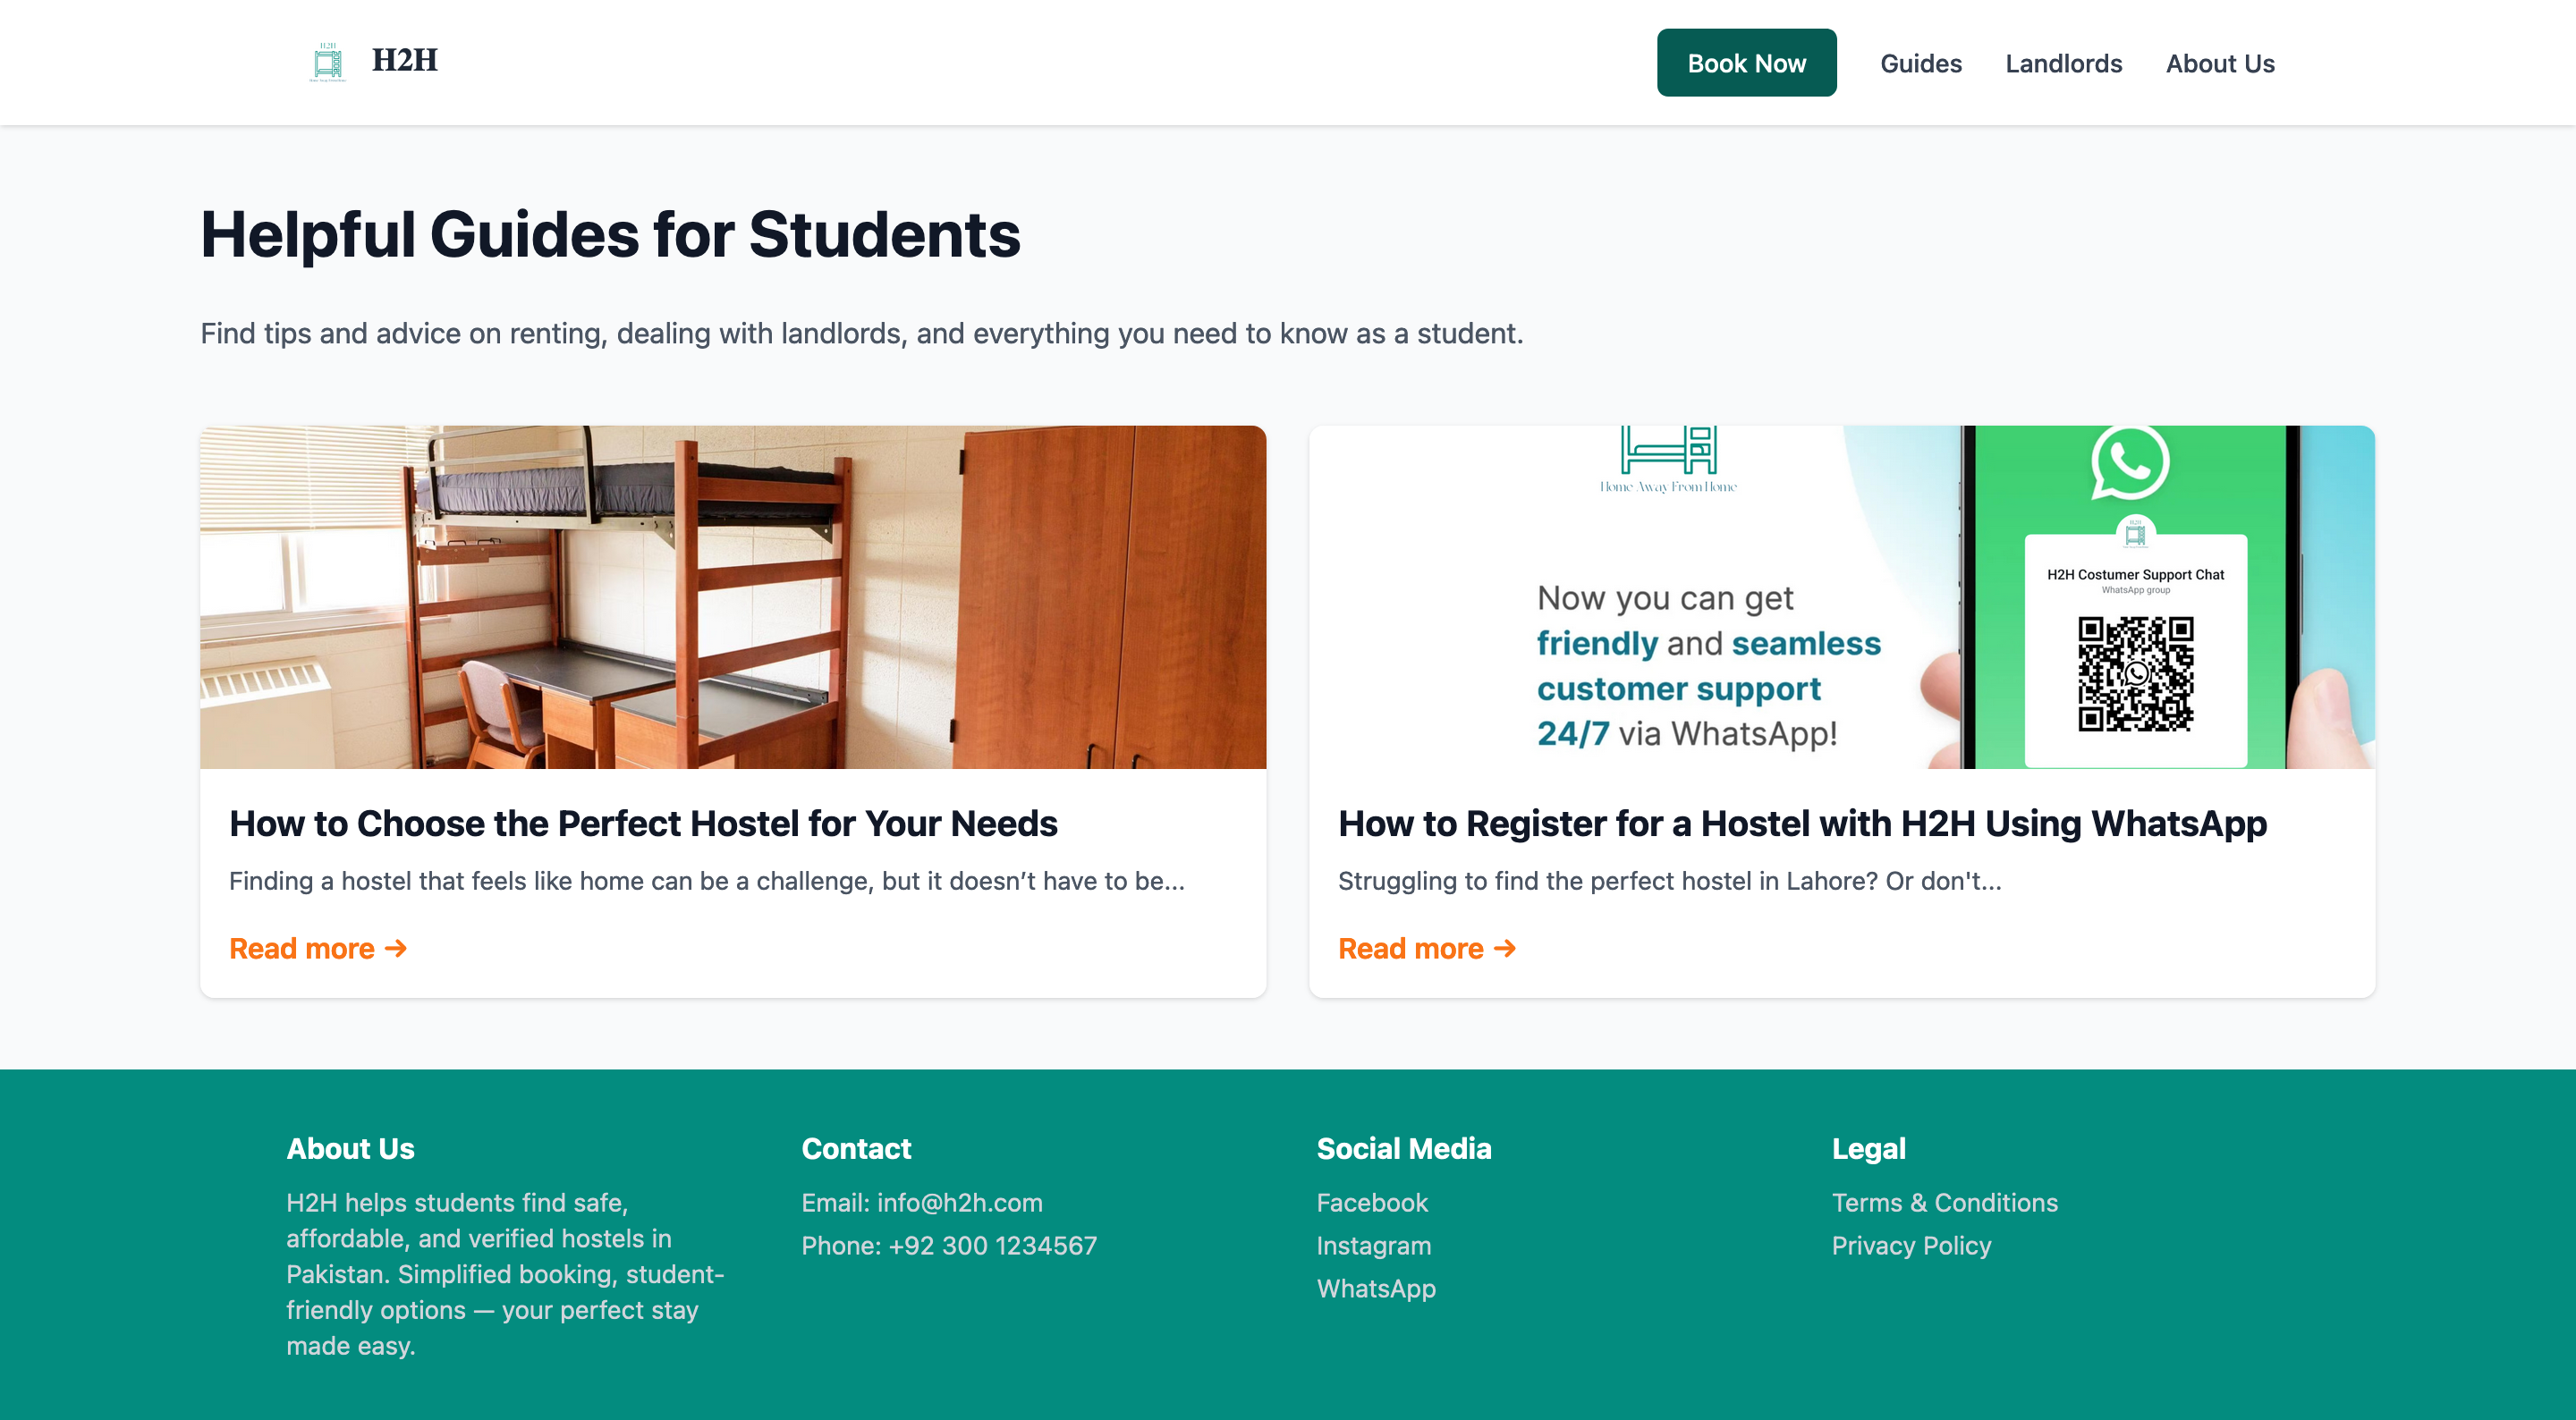 H2H
H2H
Book Now
Guides
Landlords
About Us
Helpful Guides for Students
Find tips and advice on renting, dealing with landlords, and everything you need to know as a student.
Home Away From Home
Now you can get
friendly and seamless
customer support
24/7 via WhatsApp!
H2H
H2H Costumer Support Chat
WhatsApp group
How to Choose the Perfect Hostel for Your Needs
Finding a hostel that feels like home can be a challenge, but it doesn’t have to be...
Read more →
How to Register for a Hostel with H2H Using WhatsApp
Struggling to find the perfect hostel in Lahore? Or don't...
Read more →
About Us
H2H helps students find safe,
affordable, and verified hostels in
Pakistan. Simplified booking, student-
friendly options — your perfect stay
made easy.
Contact
Email: info@h2h.com
Phone: +92 300 1234567
Social Media
Facebook
Instagram
WhatsApp
Legal
Terms & Conditions
Privacy Policy